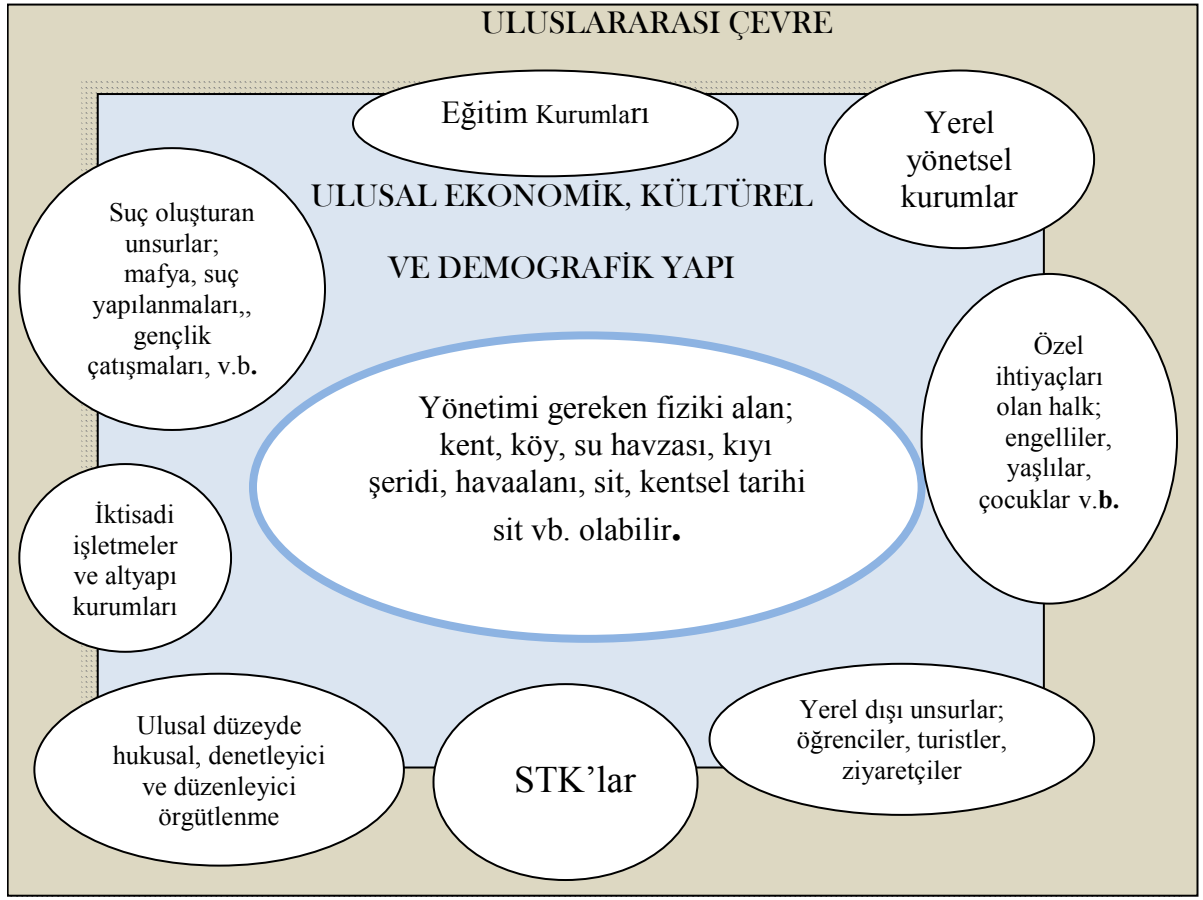 ULUSLARARASI ÇEVRE
Eğitim Kurumları
Yerel
yönetsel
kurumlar
Suç oluşturan
unsurlar;
mafya, suç
yapılanmaları,,
gençlik
çatışmaları, v.b.
ULUSAL EKONOMİK, KÜLTÜREL
VE DEMOGRAFİK YAPI
Özel
ihtiyaçları
olan halk;
engelliler,
yaşlılar,
çocuklar v.b.
Yönetimi gereken fiziki alan;
kent, köy, su havzası, kıyı
şeridi, havaalanı, sit, kentsel tarihi
sit vb. olabilir.
İktisadi
işletmeler
ve altyapı
kurumları
Ulusal düzeyde
hukusal, denetleyici
ve düzenleyici
örgütlenme
STK’lar
Yerel dışı unsurlar;
öğrenciler, turistler,
ziyaretçiler